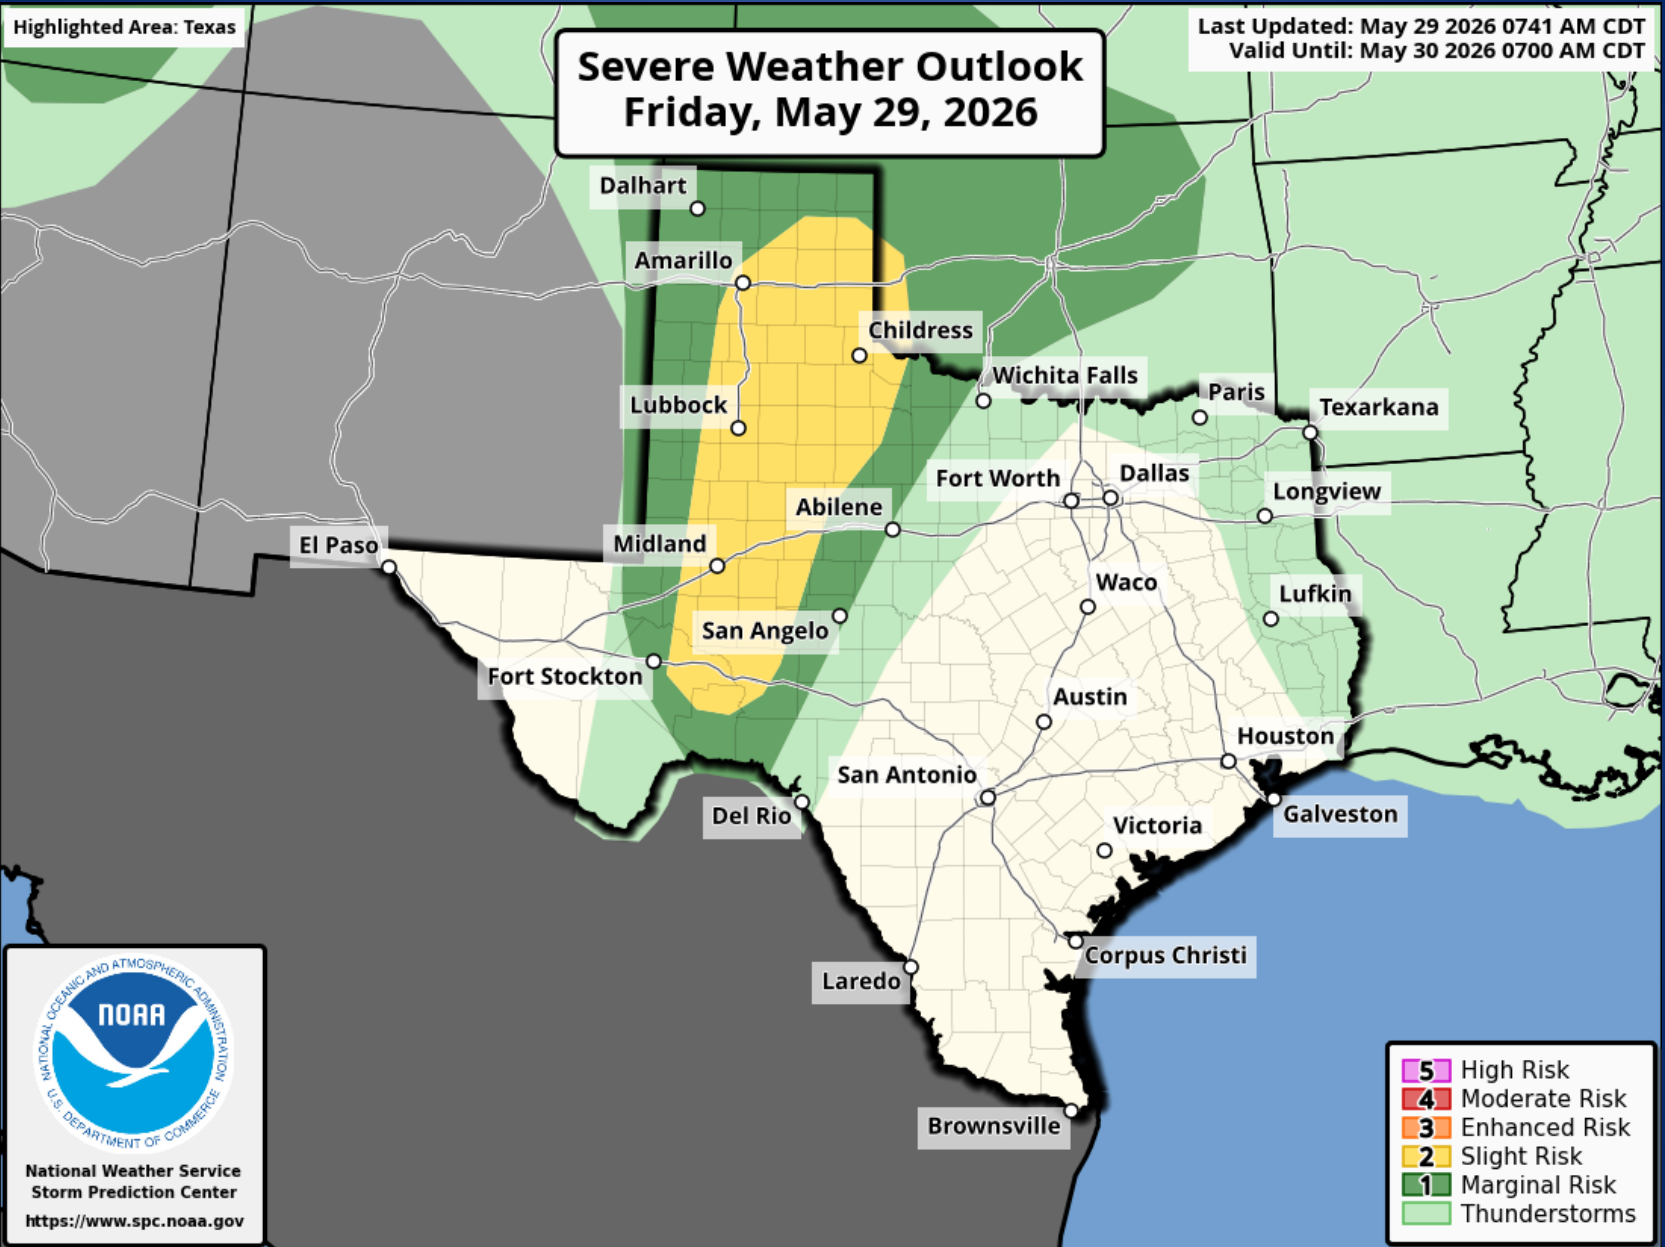 Highlighted Area: Texas
Severe Weather Outlook
Friday, May 29, 2026
Last Updated: May 29 2026 0741 AM CDT
Valid Until: May 30 2026 0700 AM CDT
Dalhart
Amarillo
Childress
Wichita Falls
Paris
Texarkana
Lubbock
Fort Worth
Dallas
Longview
Abilene
El Paso
Midland
Waco
Lufkin
San Angelo
Fort Stockton
Austin
Houston
San Antonio
Del Rio
Galveston
Victoria
Corpus Christi
Laredo
Brownsville
NATIONAL OCEANIC AND ATMOSPHERIC ADMINISTRATION
NOAA
U.S. DEPARTMENT OF COMMERCE
National Weather Service
Storm Prediction Center
https://www.spc.noaa.gov
5 High Risk
4 Moderate Risk
3 Enhanced Risk
2 Slight Risk
1 Marginal Risk
Thunderstorms